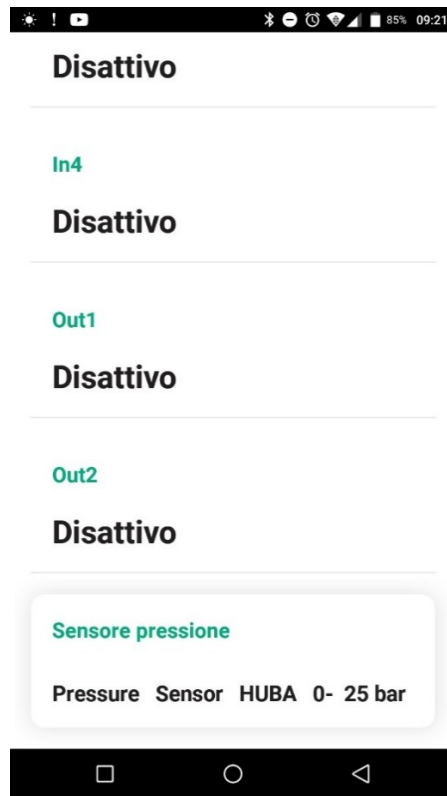 ! 85% 09:21
Disattivo
In4
Disattivo
Out1
Disattivo
Out2
Disattivo
Sensore pressione
Pressure Sensor HUBA 0- 25 bar